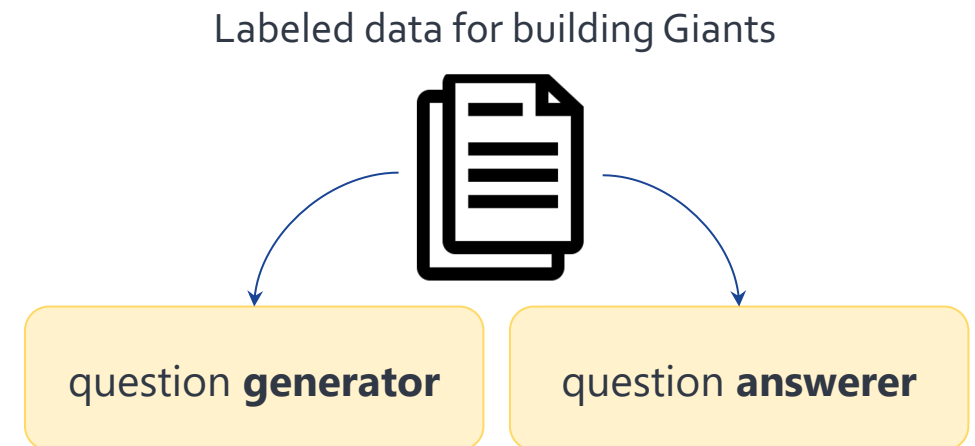 Labeled data for building Giants
question generator
question answerer